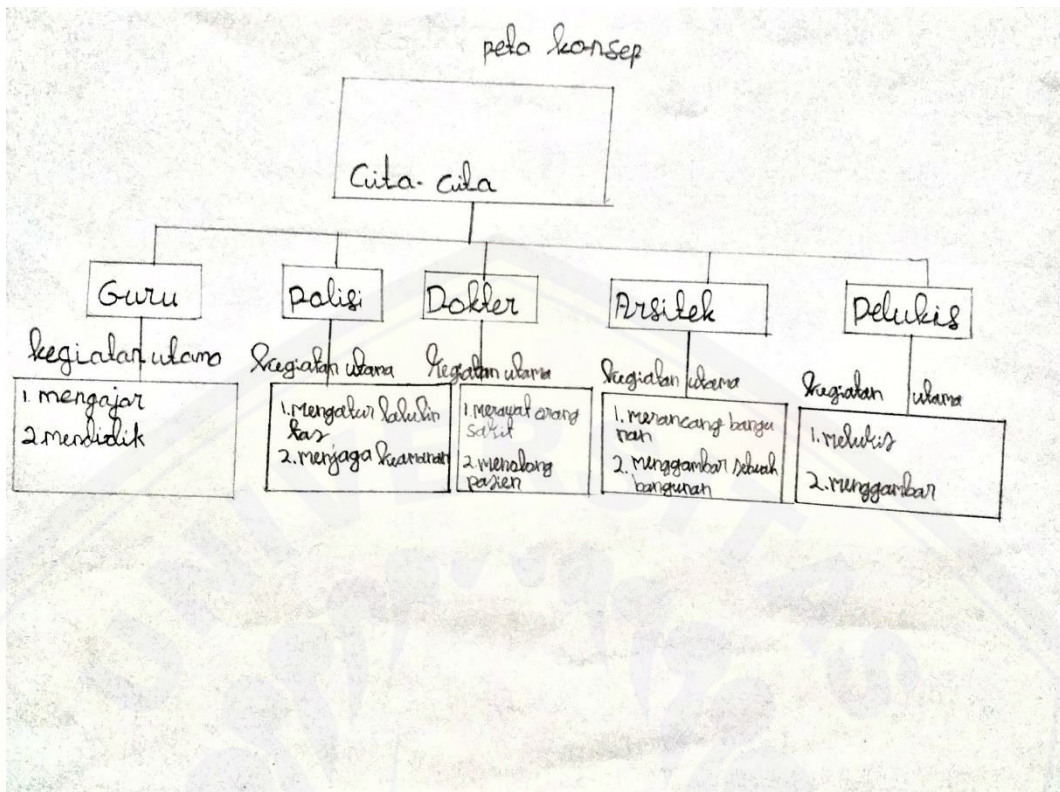 peta konsep
Cita-cita
Guru
Polisi
Dokter
Arsitek
Pelukis
kegiatan utama
kegiatan utama
kegiatan utama
kegiatan utama
kegiatan utama
1. mengajar
2. mendidik
1. Mengatur lalulin
tas
2. menjaga keamanan
1. merawat orang
sakit
2. menolong
pasien
1. merancang bangu
nan
2. menggambar sebuah
bangunan
1. melukis
2. menggambar
UNIVERSITAS